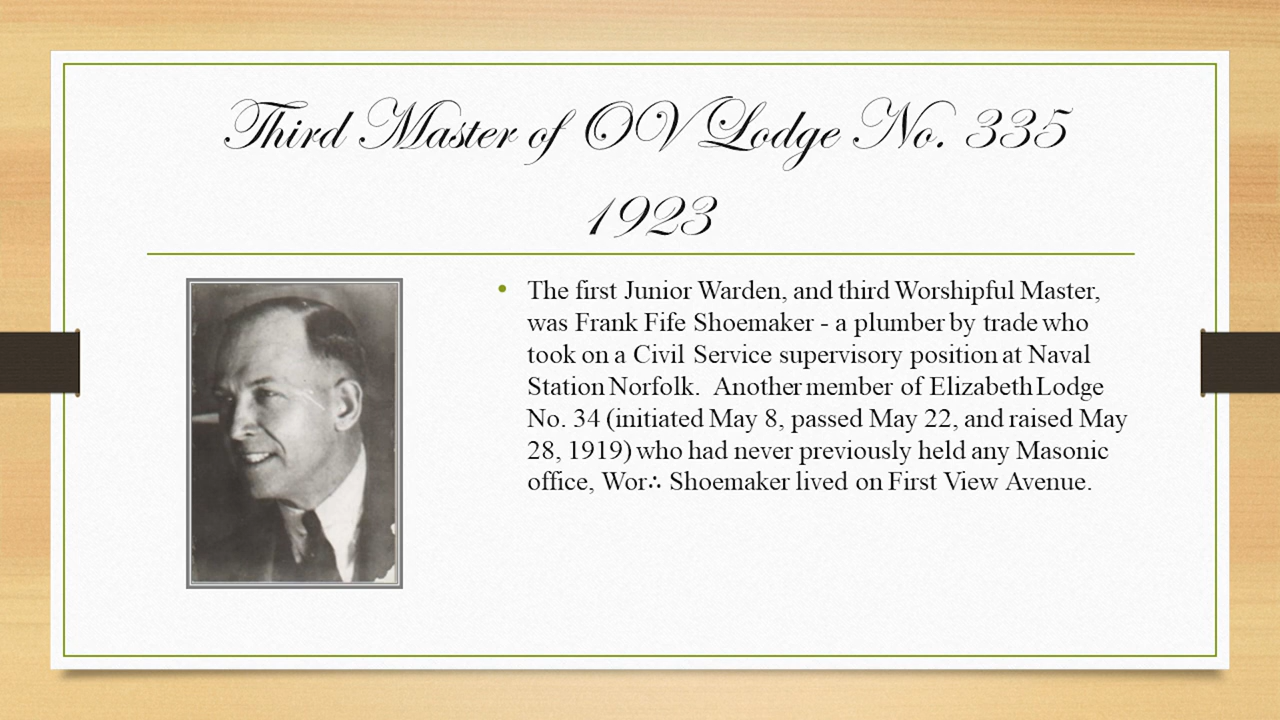 Third Master of OV Lodge No. 335
1923
• The first Junior Warden, and third Worshipful Master,
was Frank Fife Shoemaker - a plumber by trade who
took on a Civil Service supervisory position at Naval
Station Norfolk.  Another member of Elizabeth Lodge
No. 34 (initiated May 8, passed May 22, and raised May
28, 1919) who had never previously held any Masonic
office, Wor∴ Shoemaker lived on First View Avenue.